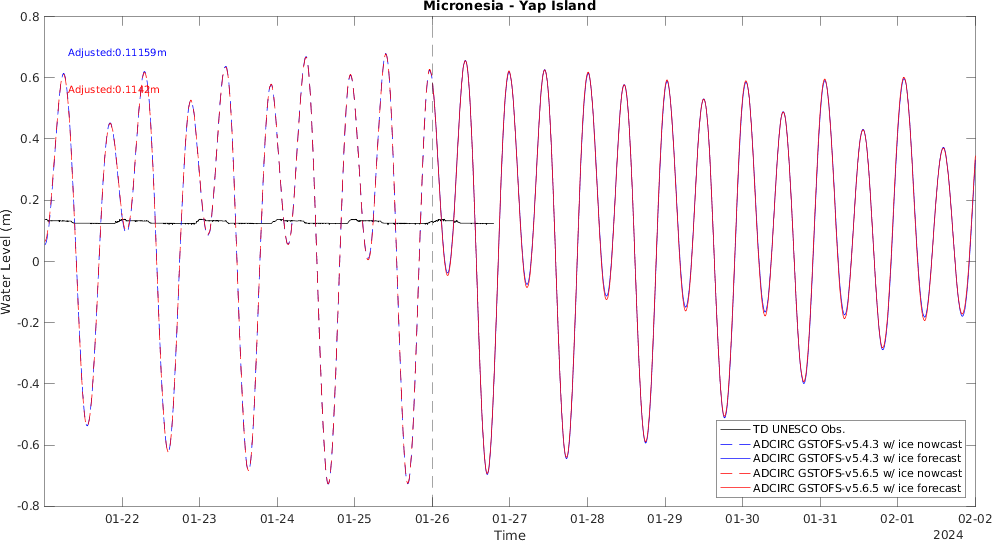 Micronesia - Yap Island
0.8
Adjusted:0.11159m
0.6
Adjusted:0.1142m
0.4
0.2
0
-0.2
-0.4
-0.6
-0.8
Water Level (m)
TD UNESCO Obs.
ADCIRC GSTOFS-v5.4.3 w/ ice nowcast
ADCIRC GSTOFS-v5.4.3 w/ ice forecast
ADCIRC GSTOFS-v5.6.5 w/ ice nowcast
ADCIRC GSTOFS-v5.6.5 w/ ice forecast
01-22 01-23 01-24 01-25 01-26 01-27 01-28 01-29 01-30 01-31 02-01 02-02
Time
2024